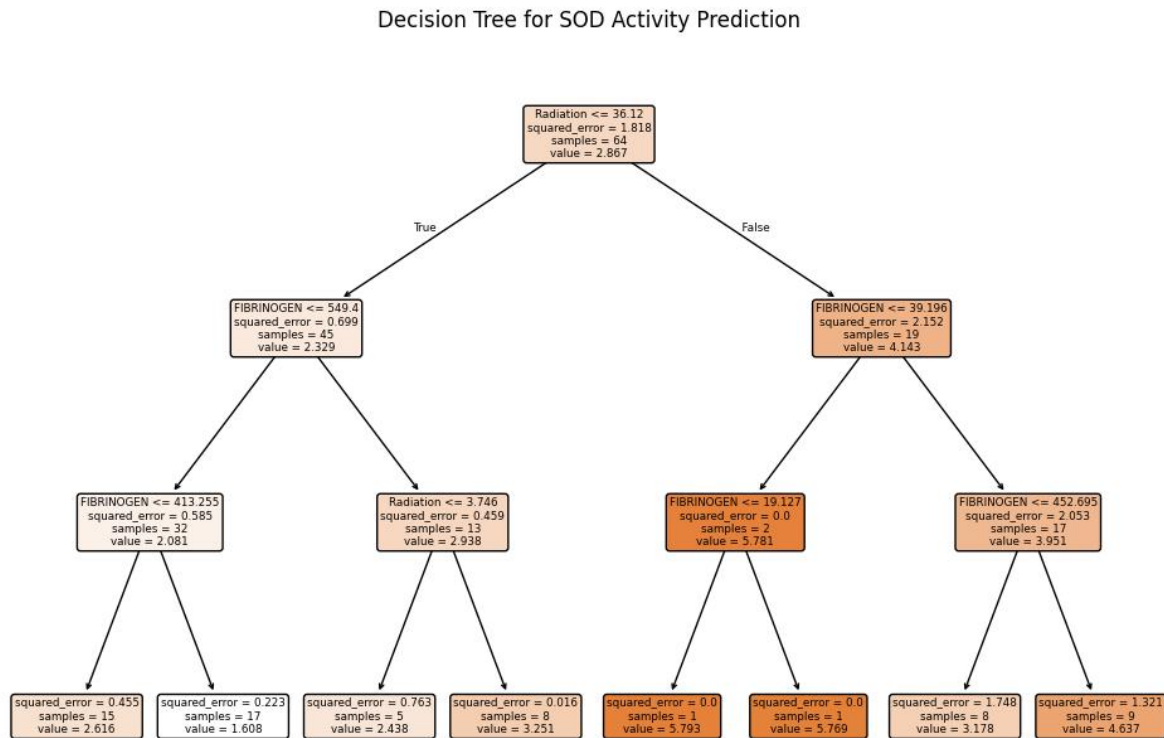 Decision Tree for SOD Activity Prediction
Radiation <= 36.12
squared_error = 1.818
samples = 64
value = 2.867
True
False
FIBRINOGEN <= 549.4
squared_error = 0.699
samples = 45
value = 2.329
FIBRINOGEN <= 39.196
squared_error = 2.152
samples = 19
value = 4.143
FIBRINOGEN <= 413.255
squared_error = 0.585
samples = 32
value = 2.081
Radiation <= 3.746
squared_error = 0.459
samples = 13
value = 2.938
FIBRINOGEN <= 19.127
squared_error = 0.0
samples = 2
value = 5.781
FIBRINOGEN <= 452.695
squared_error = 2.053
samples = 17
value = 3.951
squared_error = 0.455
samples = 15
value = 2.616
squared_error = 0.223
samples = 17
value = 1.608
squared_error = 0.763
samples = 5
value = 2.438
squared_error = 0.016
samples = 8
value = 3.251
squared_error = 0.0
samples = 1
value = 5.793
squared_error = 0.0
samples = 1
value = 5.769
squared_error = 1.748
samples = 8
value = 3.178
squared_error = 1.321
samples = 9
value = 4.637